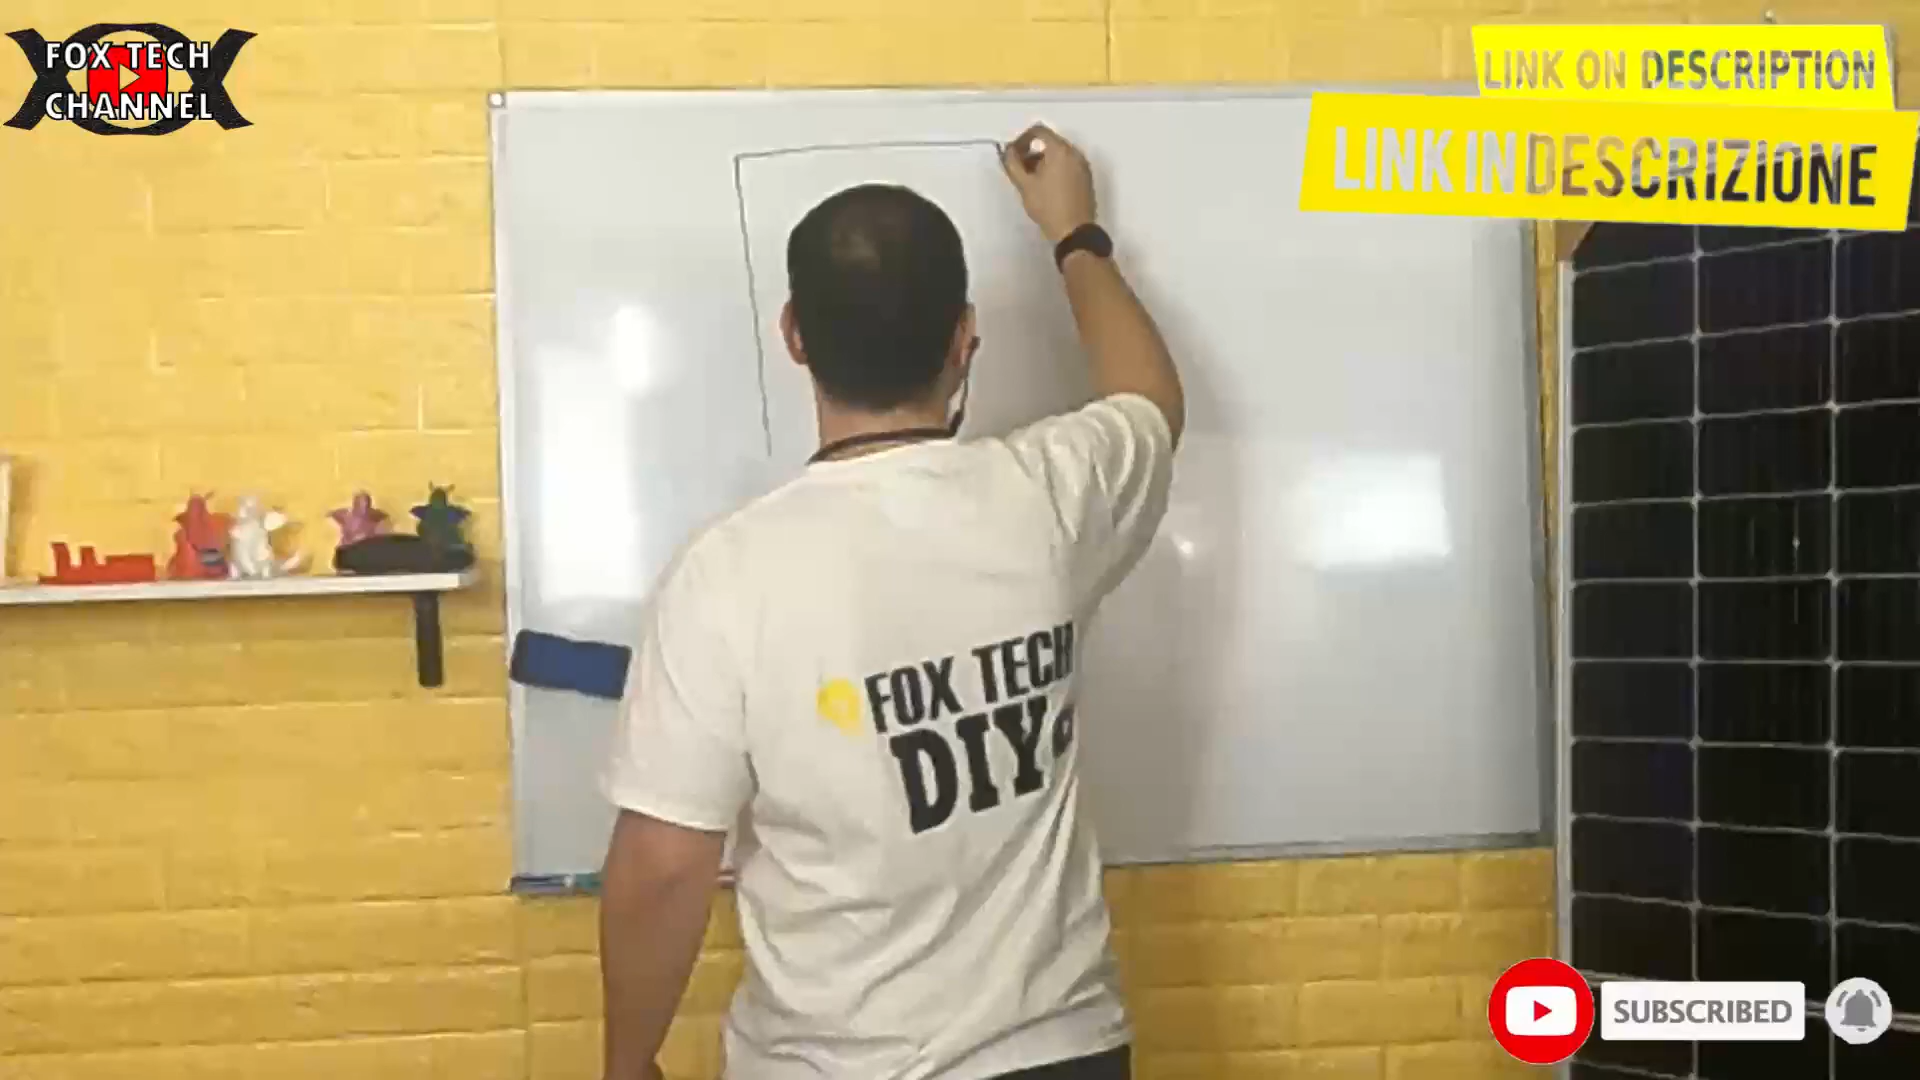 FOX TECH
CHANNEL
LINK ON DESCRIPTION
LINK IN DESCRIZIONE
FOX TECH
DIY
SUBSCRIBED